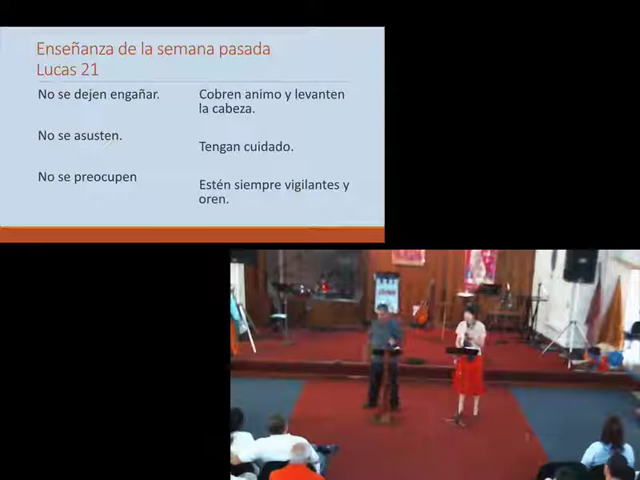 Enseñanza de la semana pasada
Lucas 21
No se dejen engañar.
No se asusten.
No se preocupen
Cobren animo y levanten
la cabeza.
Tengan cuidado.
Estén siempre vigilantes y
oren.